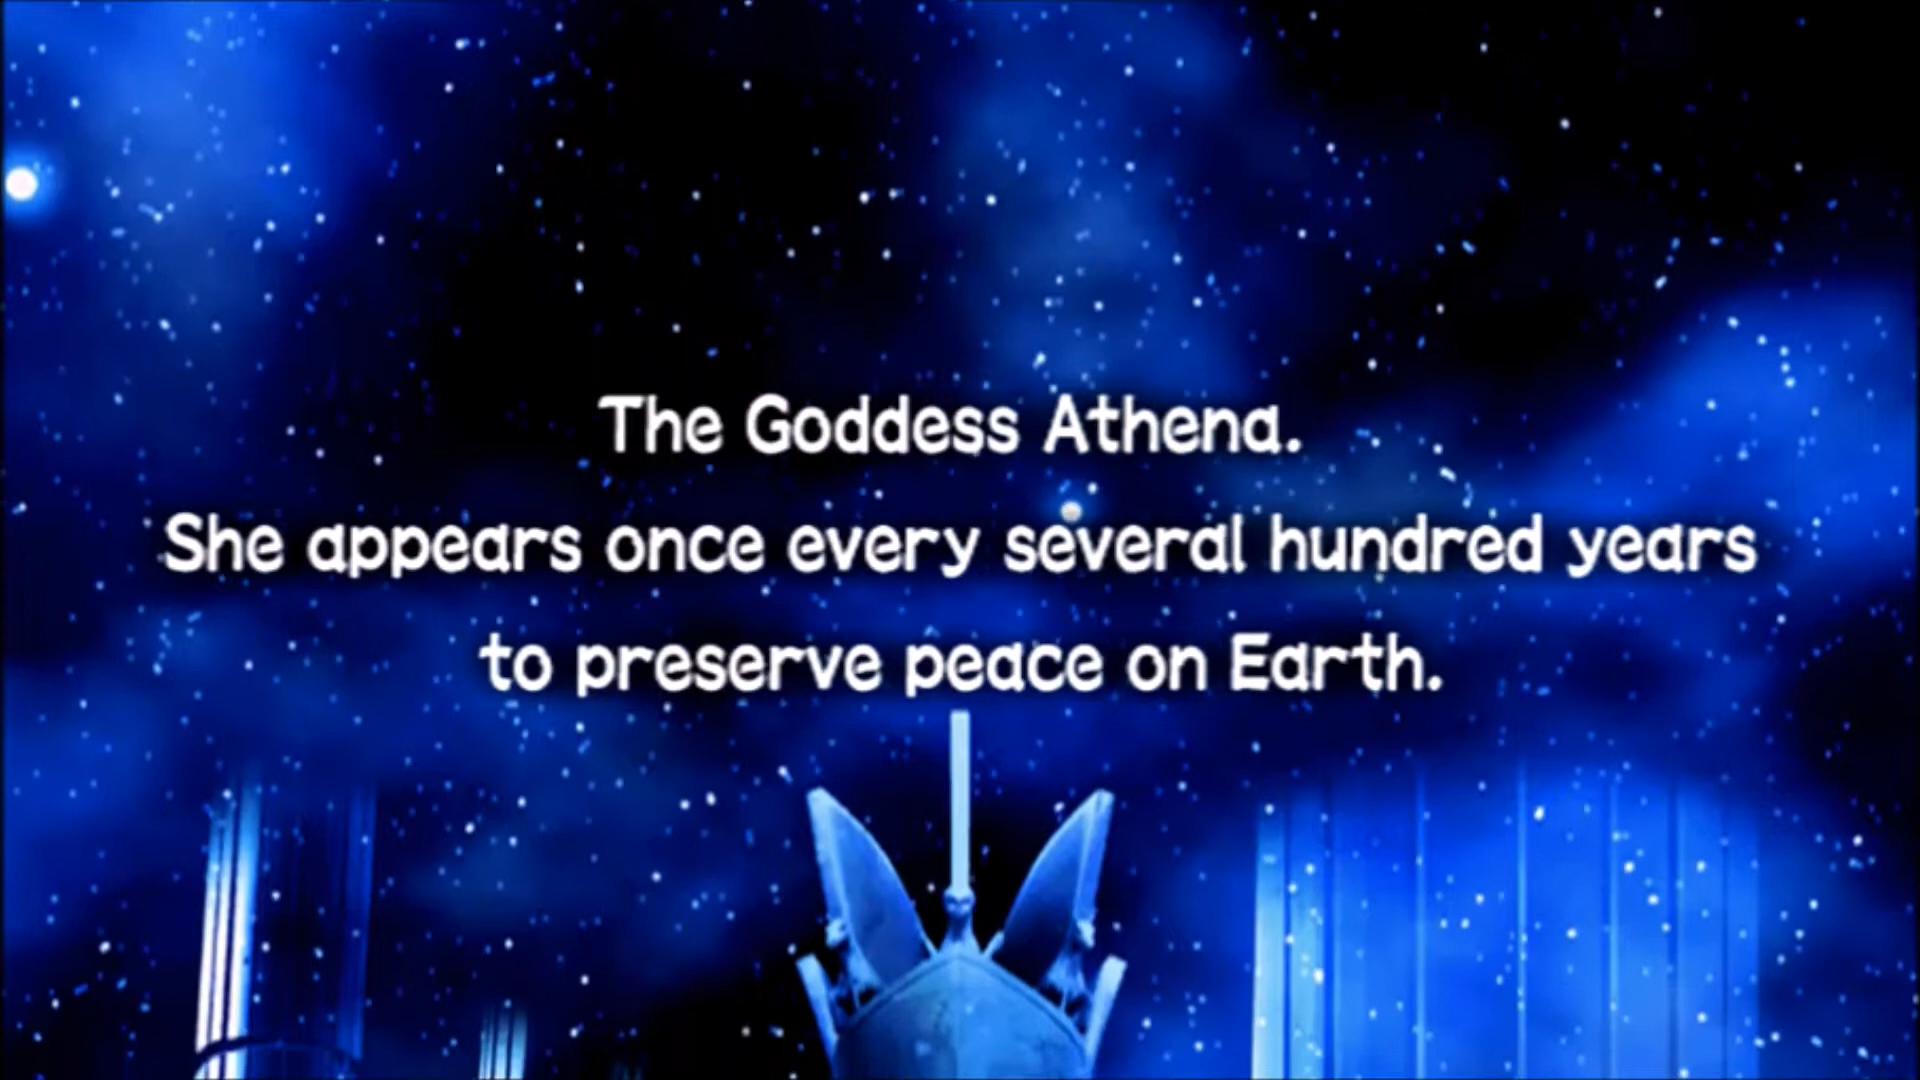 The Goddess Athena.
She appears once every several hundred years
to preserve peace on Earth.